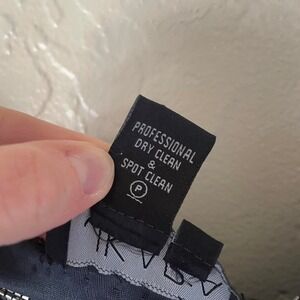 PROFESSIONAL
DRY CLEAN
&
SPOT CLEAN
P